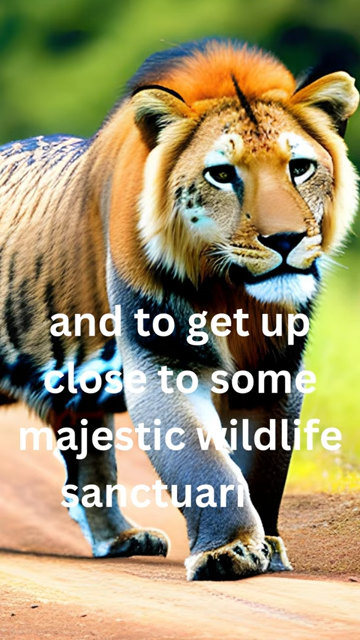 and to get up
close to some
majestic wildlife
sanctuari